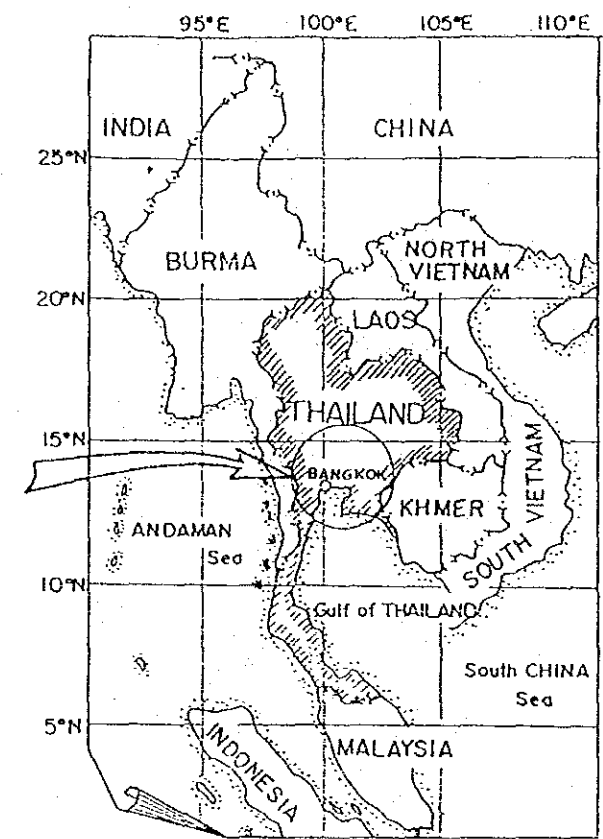 95°E 100°E 105°E 110°E
INDIA
CHINA
25°N
BURMA
NORTH
VIETNAM
20°N
LAOS
THAILAND
15°N
BANGKOK
KHMER
SOUTH VIETNAM
ANDAMAN
Sea
10°N
Gulf of THAILAND
South CHINA
Sea
5°N
MALAYSIA
INDONESIA